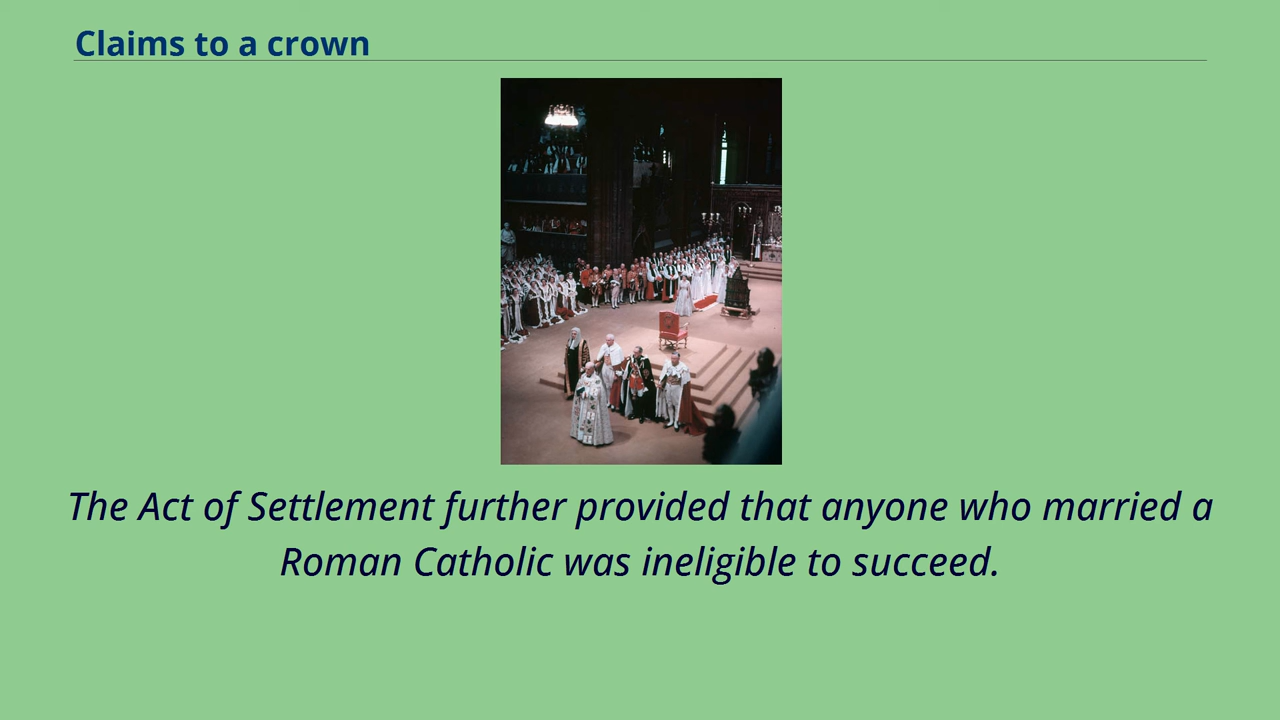 Claims to a crown
The Act of Settlement further provided that anyone who married a
Roman Catholic was ineligible to succeed.